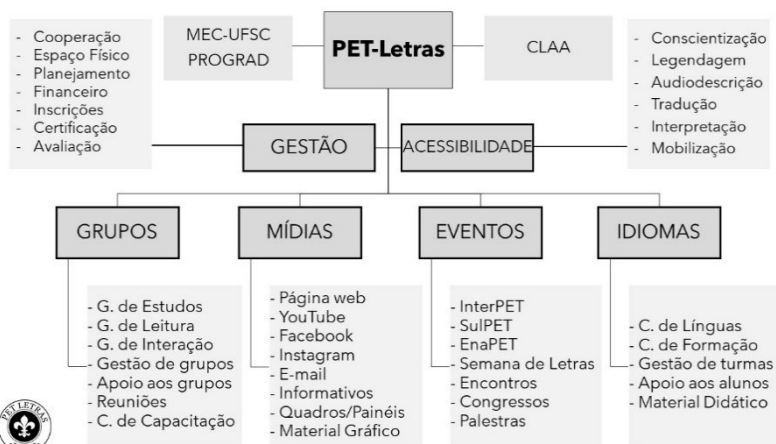 MEC-UFSC
PROGRAD
PET-Letras
CLAA
- Cooperação
- Espaço Físico
- Planejamento
- Financeiro
- Inscrições
- Certificação
- Avaliação
- Conscientização
- Legendagem
- Audiodescrição
- Tradução
- Interpretação
- Mobilização
GESTÃO
ACESSIBILIDADE
GRUPOS
MÍDIAS
EVENTOS
IDIOMAS
- G. de Estudos
- G. de Leitura
- G. de Interação
- Gestão de grupos
- Apoio aos grupos
- Reuniões
- C. de Capacitação
- Página web
- YouTube
- Facebook
- Instagram
- E-mail
- Informativos
- Quadros/Painéis
- Material Gráfico
- InterPET
- SulPET
- EnaPET
- Semana de Letras
- Encontros
- Congressos
- Palestras
- C. de Línguas
- C. de Formação
- Gestão de turmas
- Apoio aos alunos
- Material Didático
PET LETRAS